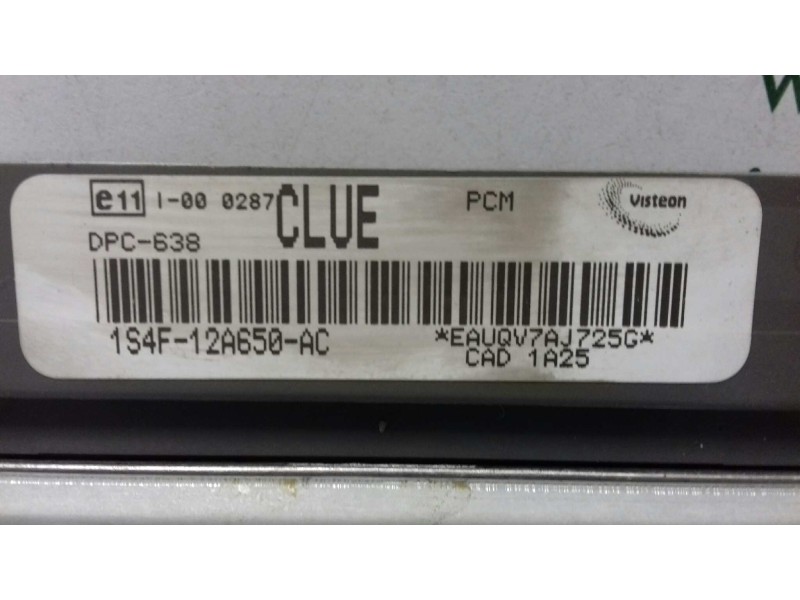 e11 I-00 0287 CLUE PCM Visteon
DPC-638
1S4F-12A650-AC *EAUQV7AJ725G*
CAD 1A25